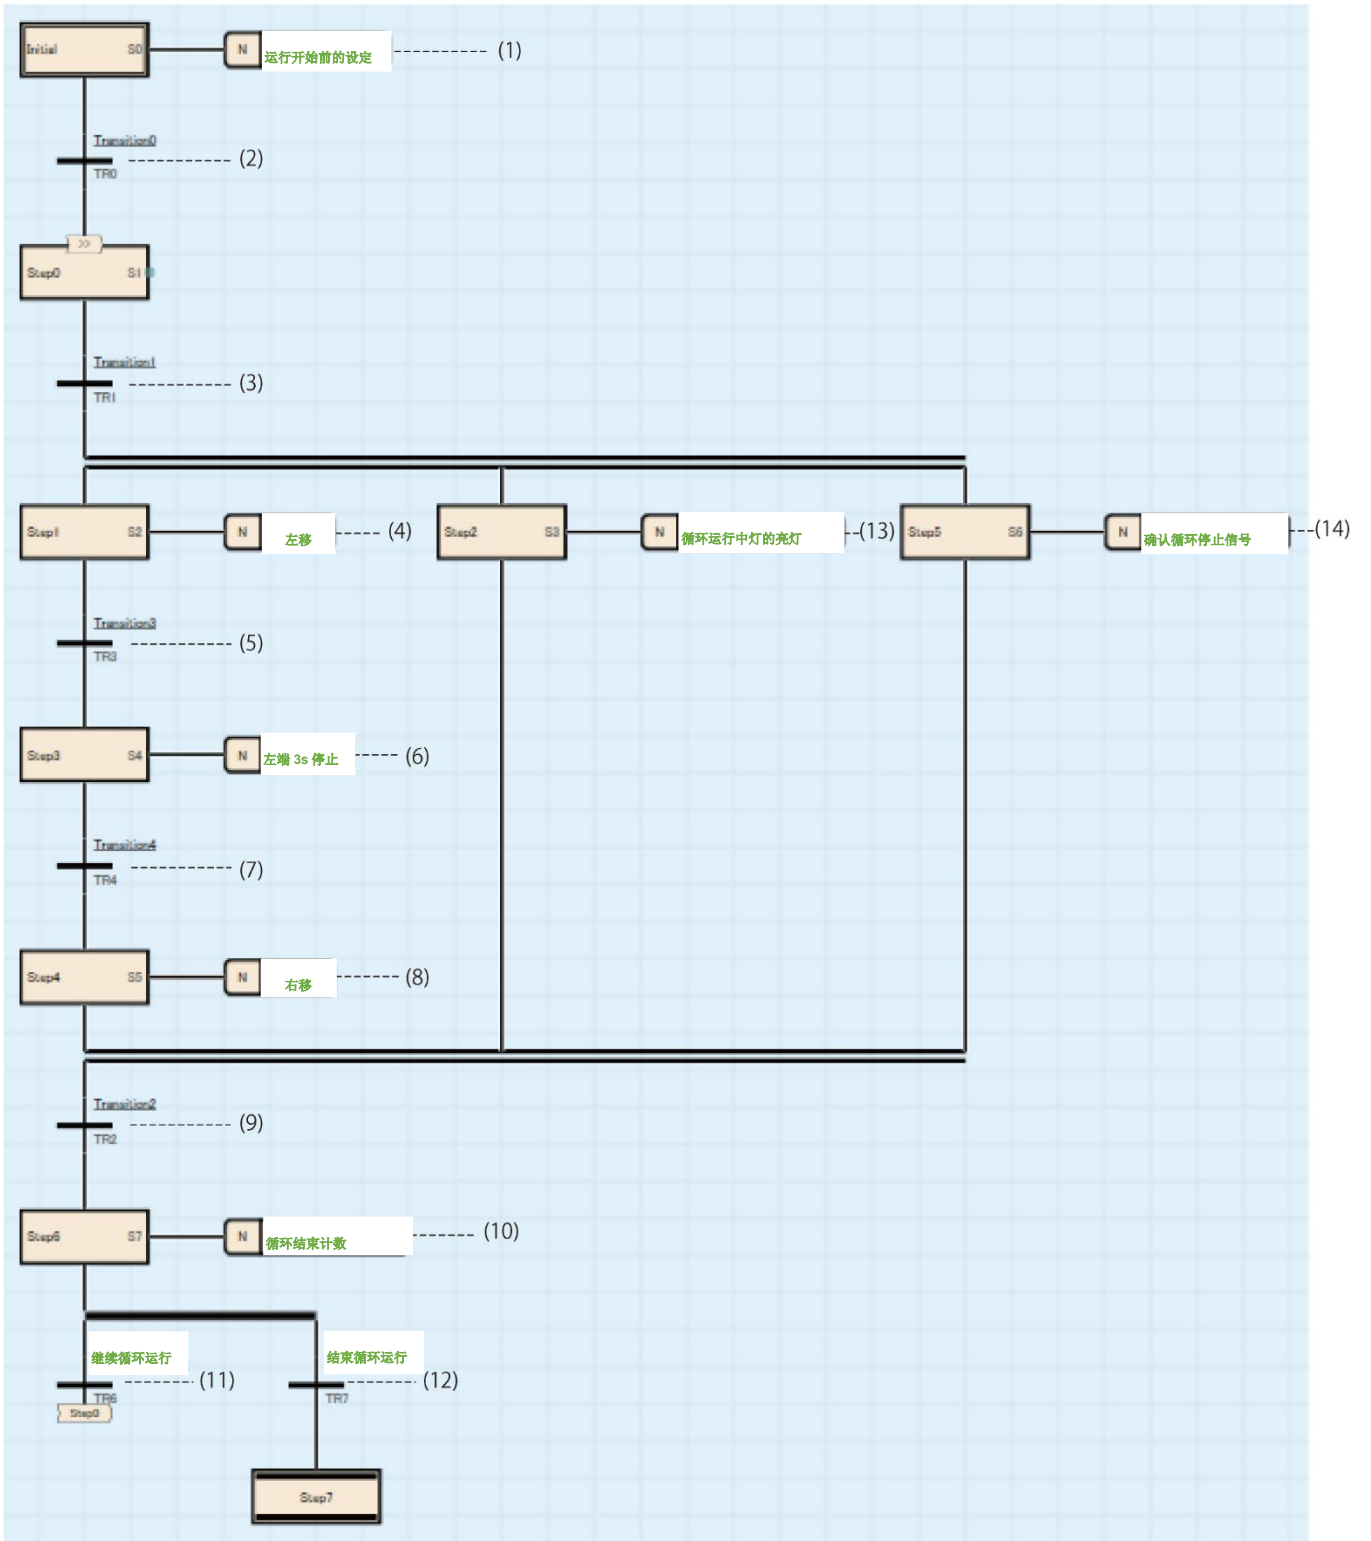 Initial S0 N 运行开始前的设定 (1)
Transition0
(2)
TR0
>>
Step0 S1
Transition1
(3)
TR1
Step1 S2 N 左移 (4) Step2 S3 N 循环运行中灯的亮灯 (13) Step5 S6 N 确认循环停止信号 (14)
Transition3
(5)
TR3
Step3 S4 N 左端 3s 停止 (6)
Transition4
(7)
TR4
Step4 S5 N 右移 (8)
Transition2
(9)
TR2
Step6 S7 N 循环结束计数 (10)
继续循环运行 结束循环运行
(11) (12)
TR6 TR7
Step0
Step7